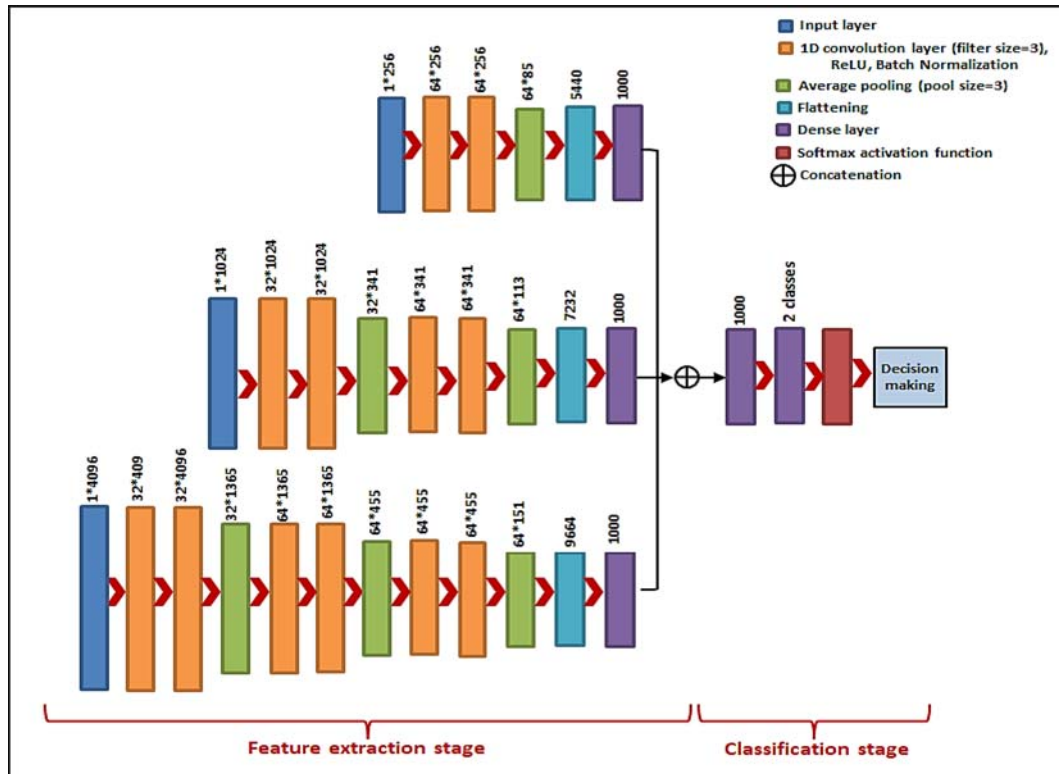 Input layer
1D convolution layer (filter size=3),
ReLU, Batch Normalization
Average pooling (pool size=3)
Flattening
Dense layer
Softmax activation function
Concatenation
1*256
64*256
64*256
64*85
5440
1000
1*1024
32*1024
32*1024
32*341
64*341
64*341
64*113
7232
1000
1000
2 classes
Decision
making
1*4096
32*409
32*4096
32*1365
64*1365
64*1365
64*455
64*455
64*455
64*151
9664
1000
Feature extraction stage
Classification stage